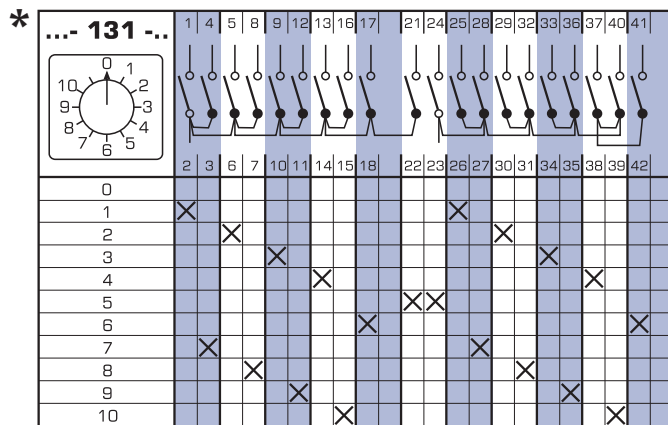 *
...- 131 -..
1 4 5 8 9 12 13 16 17 21 24 25 28 29 32 33 36 37 40 41
0
10 1
9 2
8 3
7 4
6 5
2 3 6 7 10 11 14 15 18 22 23 26 27 30 31 34 35 38 39 42
0
1 X X
2 X X
3 X X
4 X X
5 X X
6 X X
7 X X
8 X X
9 X X
10 X X